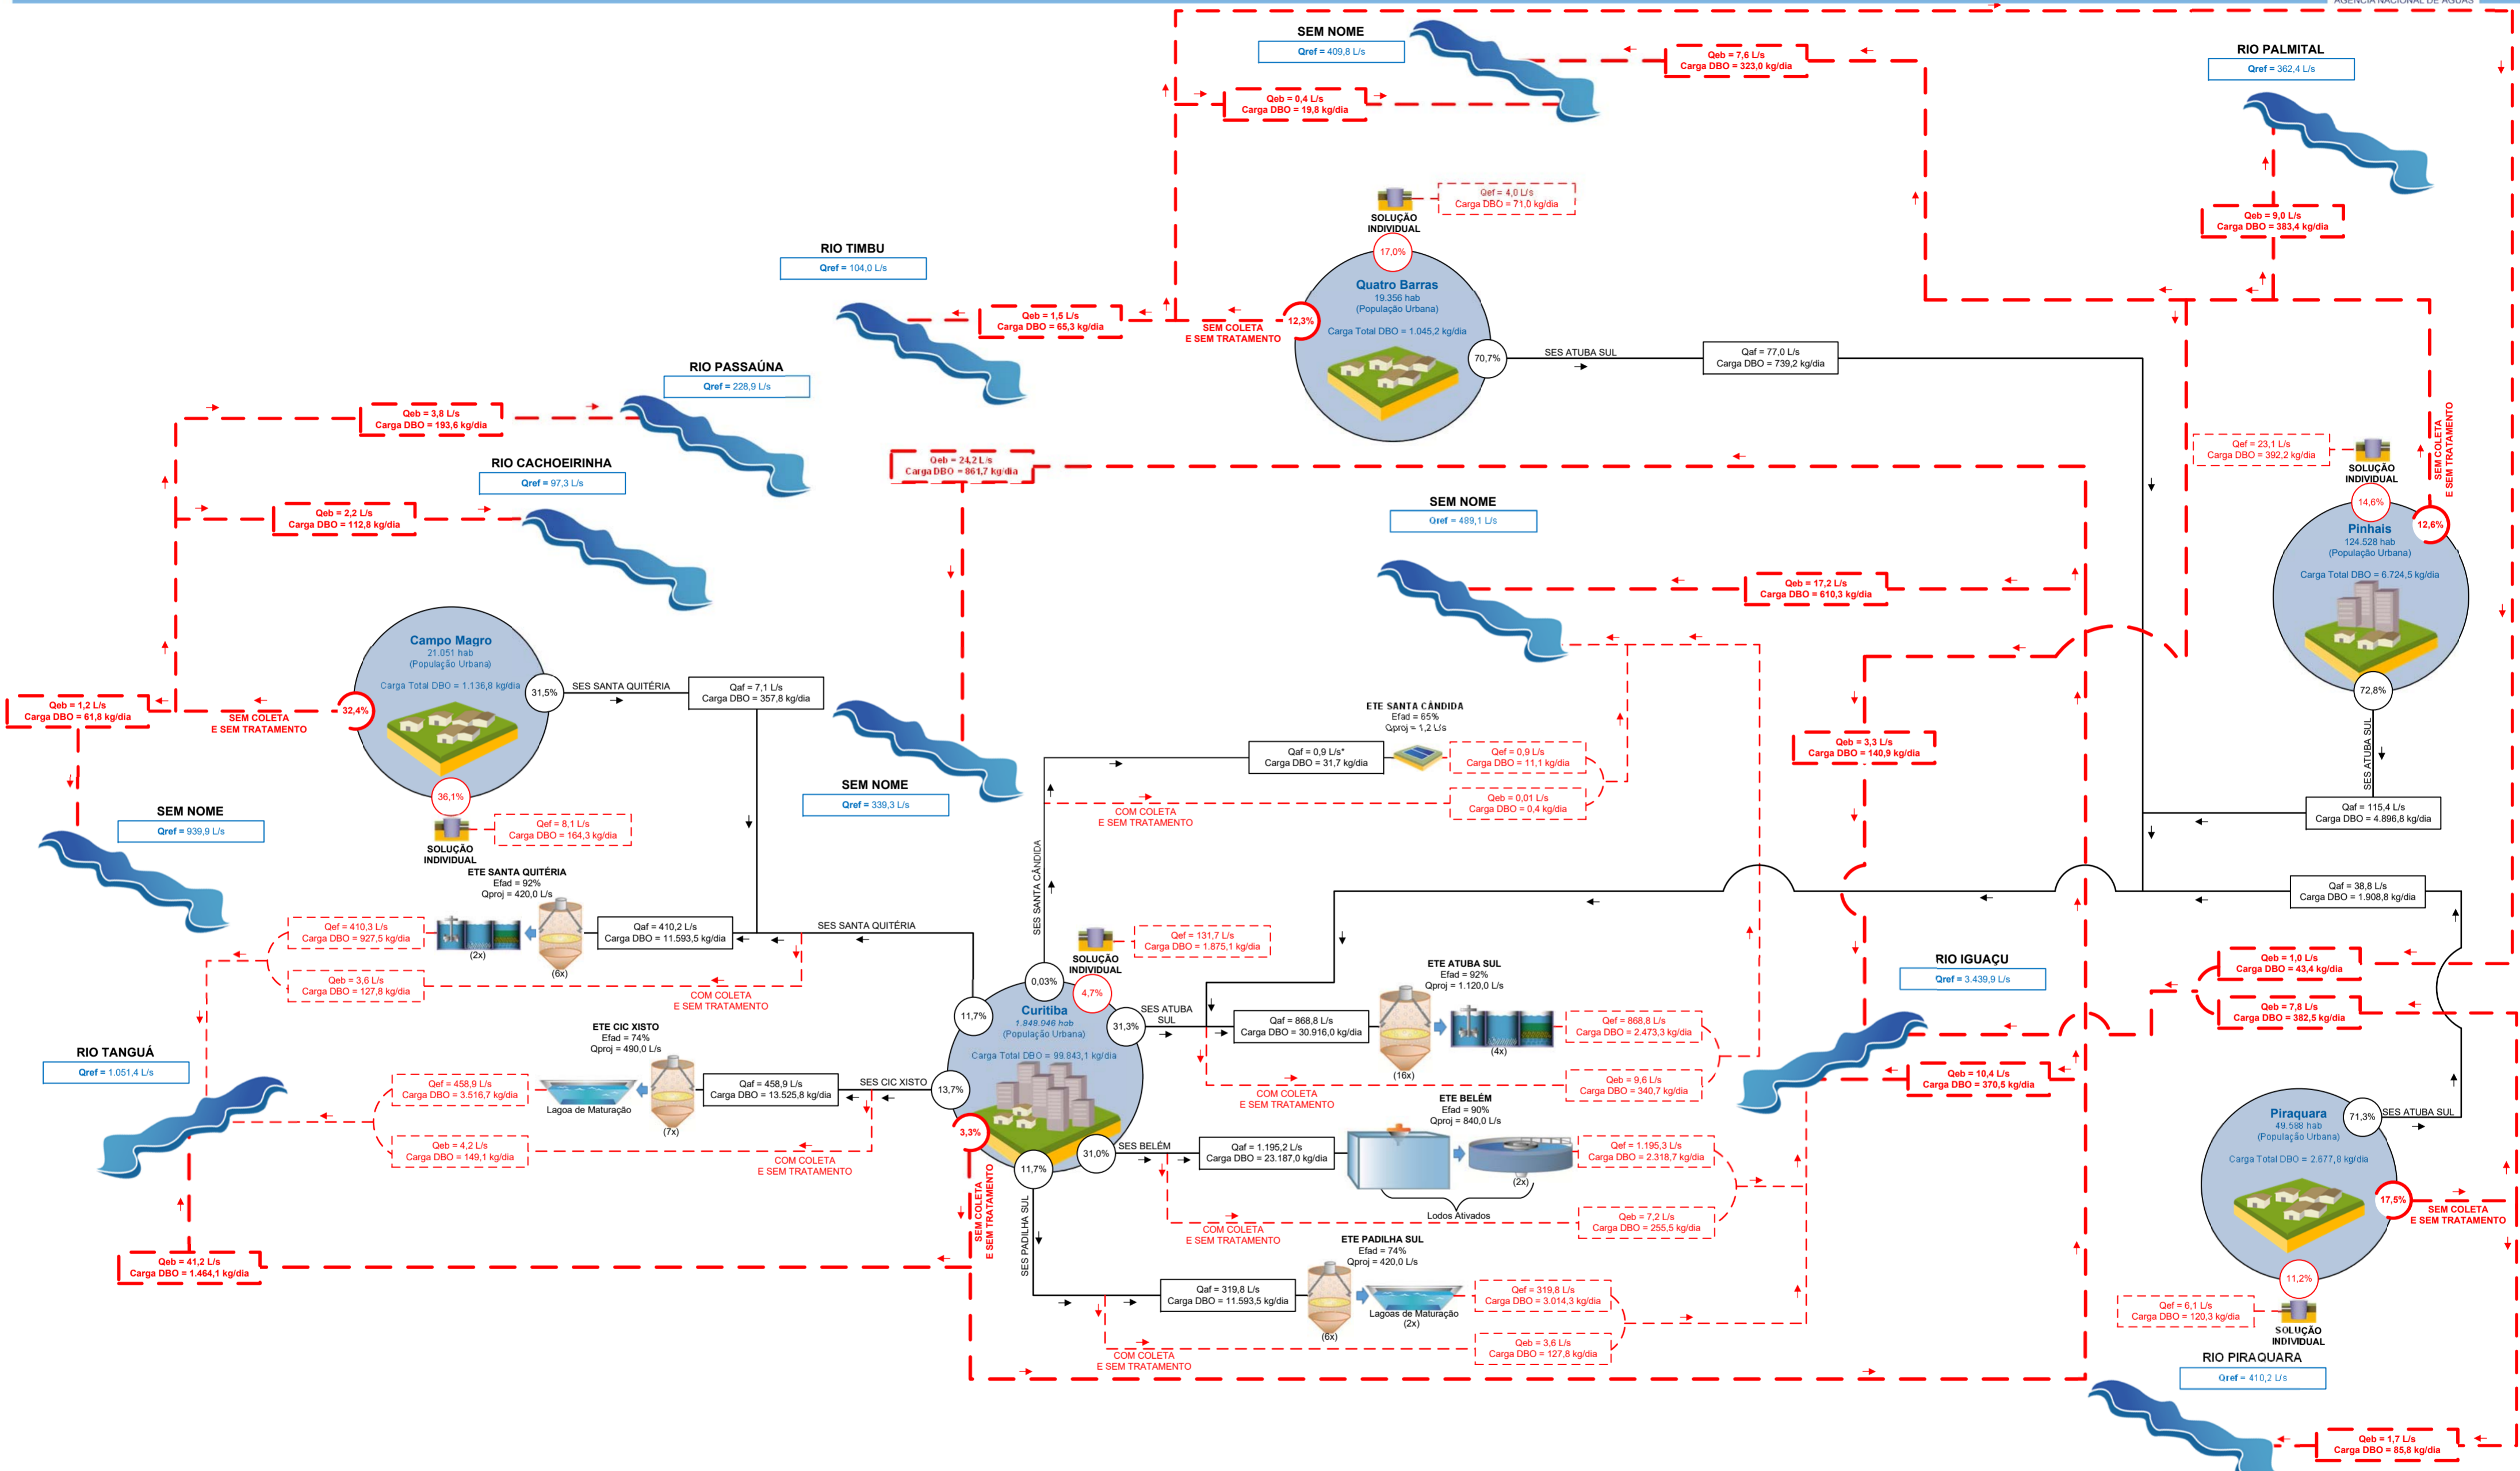 AGÊNCIA NACIONAL DE ÁGUAS
SEM NOME
Qref = 409,8 L/s
Qeb = 7,6 L/s
Carga DBO = 323,0 kg/dia
RIO PALMITAL
Qref = 362,4 L/s
Qeb = 0,4 L/s
Carga DBO = 19,8 kg/dia
Qef = 4,0 L/s
Carga DBO = 71,0 kg/dia
SOLUÇÃO
INDIVIDUAL
Qeb = 9,0 L/s
Carga DBO = 383,4 kg/dia
RIO TIMBU
Qref = 104,0 L/s
17,0%
Quatro Barras
19.356 hab
(População Urbana)
Carga Total DBO = 1.045,2 kg/dia
12,3%
70,7%
Qeb = 1,5 L/s
Carga DBO = 65,3 kg/dia
SEM COLETA
E SEM TRATAMENTO
SES ATUBA SUL
Qaf = 77,0 L/s
Carga DBO = 739,2 kg/dia
RIO PASSAÚNA
Qref = 228,9 L/s
Qeb = 3,8 L/s
Carga DBO = 193,6 kg/dia
RIO CACHOEIRINHA
Qref = 97,3 L/s
Qeb = 2,2 L/s
Carga DBO = 112,8 kg/dia
Qeb = 24,2 L/s
Carga DBO = 861,7 kg/dia
Qef = 23,1 L/s
Carga DBO = 392,2 kg/dia
SOLUÇÃO
INDIVIDUAL
SEM COLETA
E SEM TRATAMENTO
14,6%
12,6%
Pinhais
124.528 hab
(População Urbana)
Carga Total DBO = 6.724,5 kg/dia
72,8%
SES ATUBA SUL
Qaf = 115,4 L/s
Carga DBO = 4.896,8 kg/dia
SEM NOME
Qref = 489,1 L/s
Qeb = 17,2 L/s
Carga DBO = 610,3 kg/dia
Campo Magro
21.051 hab
(População Urbana)
Carga Total DBO = 1.136,8 kg/dia
31,5%
32,4%
36,1%
SES SANTA QUITÉRIA
Qaf = 7,1 L/s
Carga DBO = 357,8 kg/dia
Qeb = 1,2 L/s
Carga DBO = 61,8 kg/dia
SEM COLETA
E SEM TRATAMENTO
Qef = 8,1 L/s
Carga DBO = 164,3 kg/dia
SOLUÇÃO
INDIVIDUAL
SEM NOME
Qref = 939,9 L/s
SEM NOME
Qref = 339,3 L/s
ETE SANTA CÂNDIDA
Efad = 65%
Qproj = 1,2 L/s
Qaf = 0,9 L/s*
Carga DBO = 31,7 kg/dia
Qef = 0,9 L/s
Carga DBO = 11,1 kg/dia
Qeb = 0,01 L/s
Carga DBO = 0,4 kg/dia
COM COLETA
E SEM TRATAMENTO
SES SANTA CÂNDIDA
Qeb = 3,3 L/s
Carga DBO = 140,9 kg/dia
ETE SANTA QUITÉRIA
Efad = 92%
Qproj = 420,0 L/s
Qef = 410,3 L/s
Carga DBO = 927,5 kg/dia
(2x)
(6x)
Qaf = 410,2 L/s
Carga DBO = 11.593,5 kg/dia
SES SANTA QUITÉRIA
Qeb = 3,6 L/s
Carga DBO = 127,8 kg/dia
COM COLETA
E SEM TRATAMENTO
Qef = 131,7 L/s
Carga DBO = 1.875,1 kg/dia
SOLUÇÃO
INDIVIDUAL
Qaf = 38,8 L/s
Carga DBO = 1.908,8 kg/dia
0,03%
4,7%
11,7%
31,3%
Curitiba
1.848.946 hab
(População Urbana)
Carga Total DBO = 99.843,1 kg/dia
13,7%
3,3%
11,7%
31,0%
SES ATUBA
SUL
Qaf = 868,8 L/s
Carga DBO = 30.916,0 kg/dia
ETE ATUBA SUL
Efad = 92%
Qproj = 1.120,0 L/s
(16x)
(4x)
Qef = 868,8 L/s
Carga DBO = 2.473,3 kg/dia
Qeb = 9,6 L/s
Carga DBO = 340,7 kg/dia
COM COLETA
E SEM TRATAMENTO
RIO IGUAÇU
Qref = 3.439,9 L/s
Qeb = 1,0 L/s
Carga DBO = 43,4 kg/dia
Qeb = 7,8 L/s
Carga DBO = 382,5 kg/dia
Qeb = 10,4 L/s
Carga DBO = 370,5 kg/dia
RIO TANGUÁ
Qref = 1.051,4 L/s
ETE CIC XISTO
Efad = 74%
Qproj = 490,0 L/s
Qef = 458,9 L/s
Carga DBO = 3.516,7 kg/dia
Lagoa de Maturação
(7x)
Qaf = 458,9 L/s
Carga DBO = 13.525,8 kg/dia
SES CIC XISTO
Qeb = 4,2 L/s
Carga DBO = 149,1 kg/dia
COM COLETA
E SEM TRATAMENTO
SES BELÉM
Qaf = 1.195,2 L/s
Carga DBO = 23.187,0 kg/dia
ETE BELÉM
Efad = 90%
Qproj = 840,0 L/s
(2x)
Lodos Ativados
Qef = 1.195,3 L/s
Carga DBO = 2.318,7 kg/dia
Qeb = 7,2 L/s
Carga DBO = 255,5 kg/dia
COM COLETA
E SEM TRATAMENTO
Piraquara
49.588 hab
(População Urbana)
Carga Total DBO = 2.677,8 kg/dia
71,3%
SES ATUBA SUL
17,5%
SEM COLETA
E SEM TRATAMENTO
11,2%
Qef = 6,1 L/s
Carga DBO = 120,3 kg/dia
SOLUÇÃO
INDIVIDUAL
SEM COLETA
E SEM TRATAMENTO
SES PADILHA SUL
Qeb = 41,2 L/s
Carga DBO = 1.464,1 kg/dia
ETE PADILHA SUL
Efad = 74%
Qproj = 420,0 L/s
Qaf = 319,8 L/s
Carga DBO = 11.593,5 kg/dia
(6x)
Lagoas de Maturação
(2x)
Qef = 319,8 L/s
Carga DBO = 3.014,3 kg/dia
Qeb = 3,6 L/s
Carga DBO = 127,8 kg/dia
COM COLETA
E SEM TRATAMENTO
RIO PIRAQUARA
Qref = 410,2 L/s
Qeb = 1,7 L/s
Carga DBO = 85,8 kg/dia